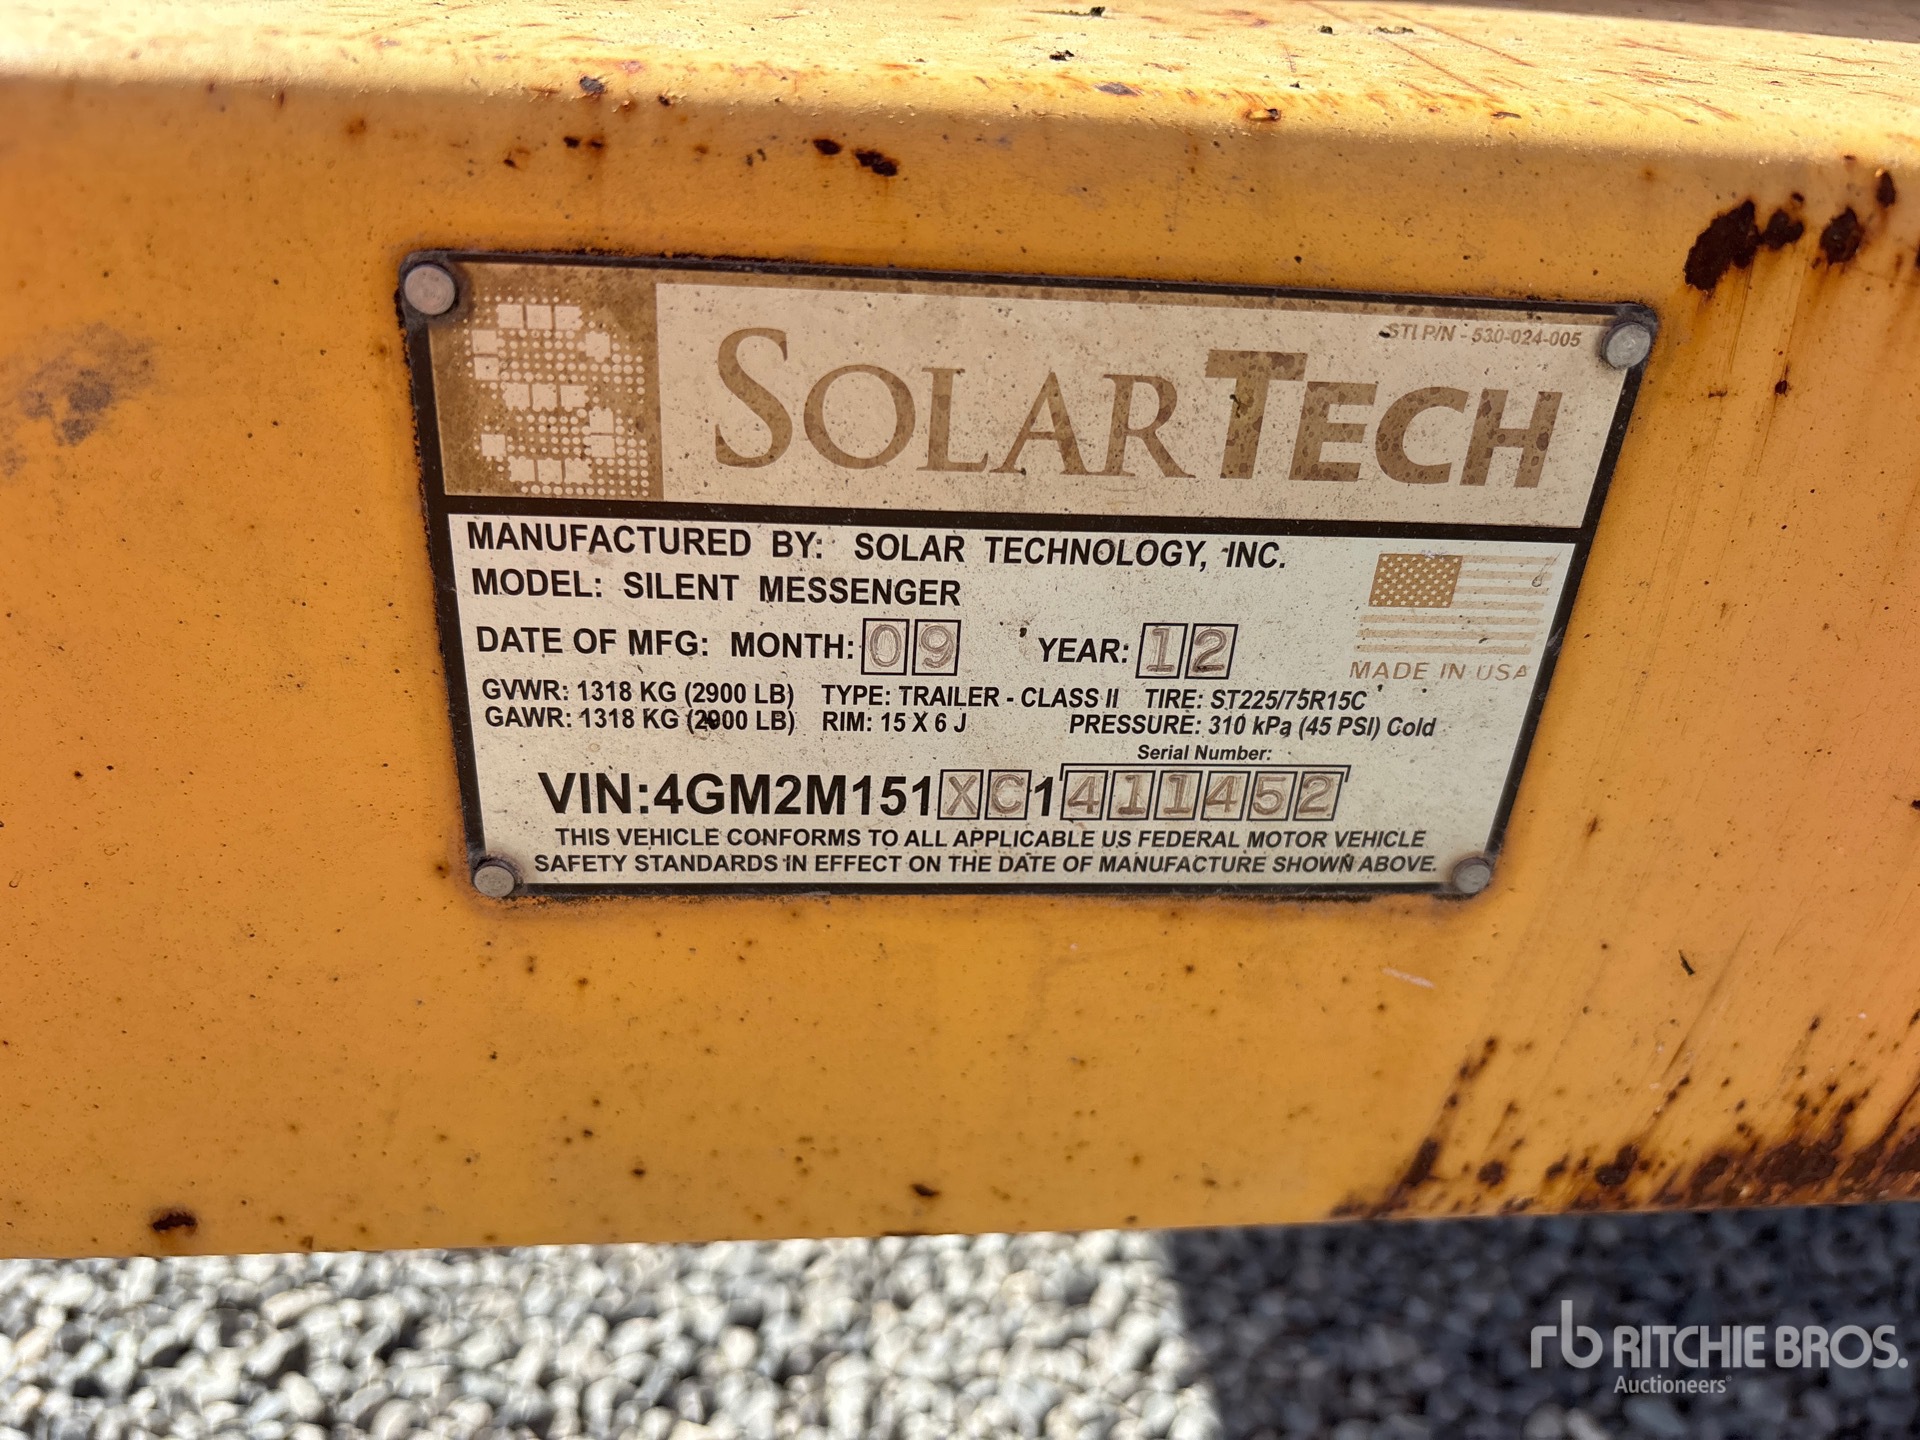 STI P/N - 530-024-005
SOLARTECH
MANUFACTURED BY: SOLAR TECHNOLOGY, INC.
MODEL: SILENT MESSENGER
DATE OF MFG: MONTH: 09 YEAR: 12
MADE IN USA
GVWR: 1318 KG (2900 LB) TYPE: TRAILER - CLASS II TIRE: ST225/75R15C
GAWR: 1318 KG (2900 LB) RIM: 15 X 6 J PRESSURE: 310 kPa (45 PSI) Cold
Serial Number:
VIN:4GM2M151XC1411452
THIS VEHICLE CONFORMS TO ALL APPLICABLE US FEDERAL MOTOR VEHICLE
SAFETY STANDARDS IN EFFECT ON THE DATE OF MANUFACTURE SHOWN ABOVE.
rb RITCHIE BROS.
Auctioneers